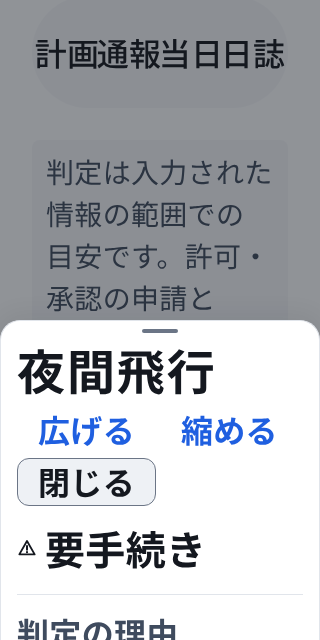 計画通報当日日誌
判定は入力された
情報の範囲での
目安です。許可・
承認の申請と
夜間飛行
広げる 縮める
閉じる
⚠ 要手続き
判定の理由